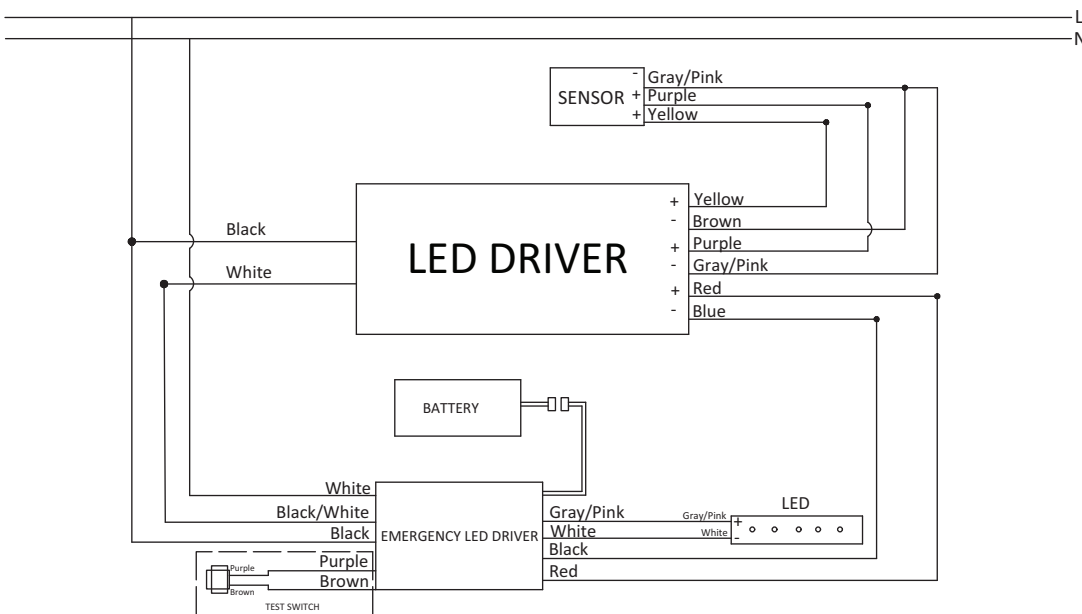 L
N
- Gray/Pink
SENSOR + Purple
+ Yellow
+ Yellow
- Brown
Black
+ Purple
LED DRIVER
- Gray/Pink
White
+ Red
- Blue
BATTERY
White
Black/White
Black
Purple
Brown
EMERGENCY LED DRIVER
Gray/Pink
White
Black
Red
LED
Gray/Pink +
White -
Purple
Brown
TEST SWITCH